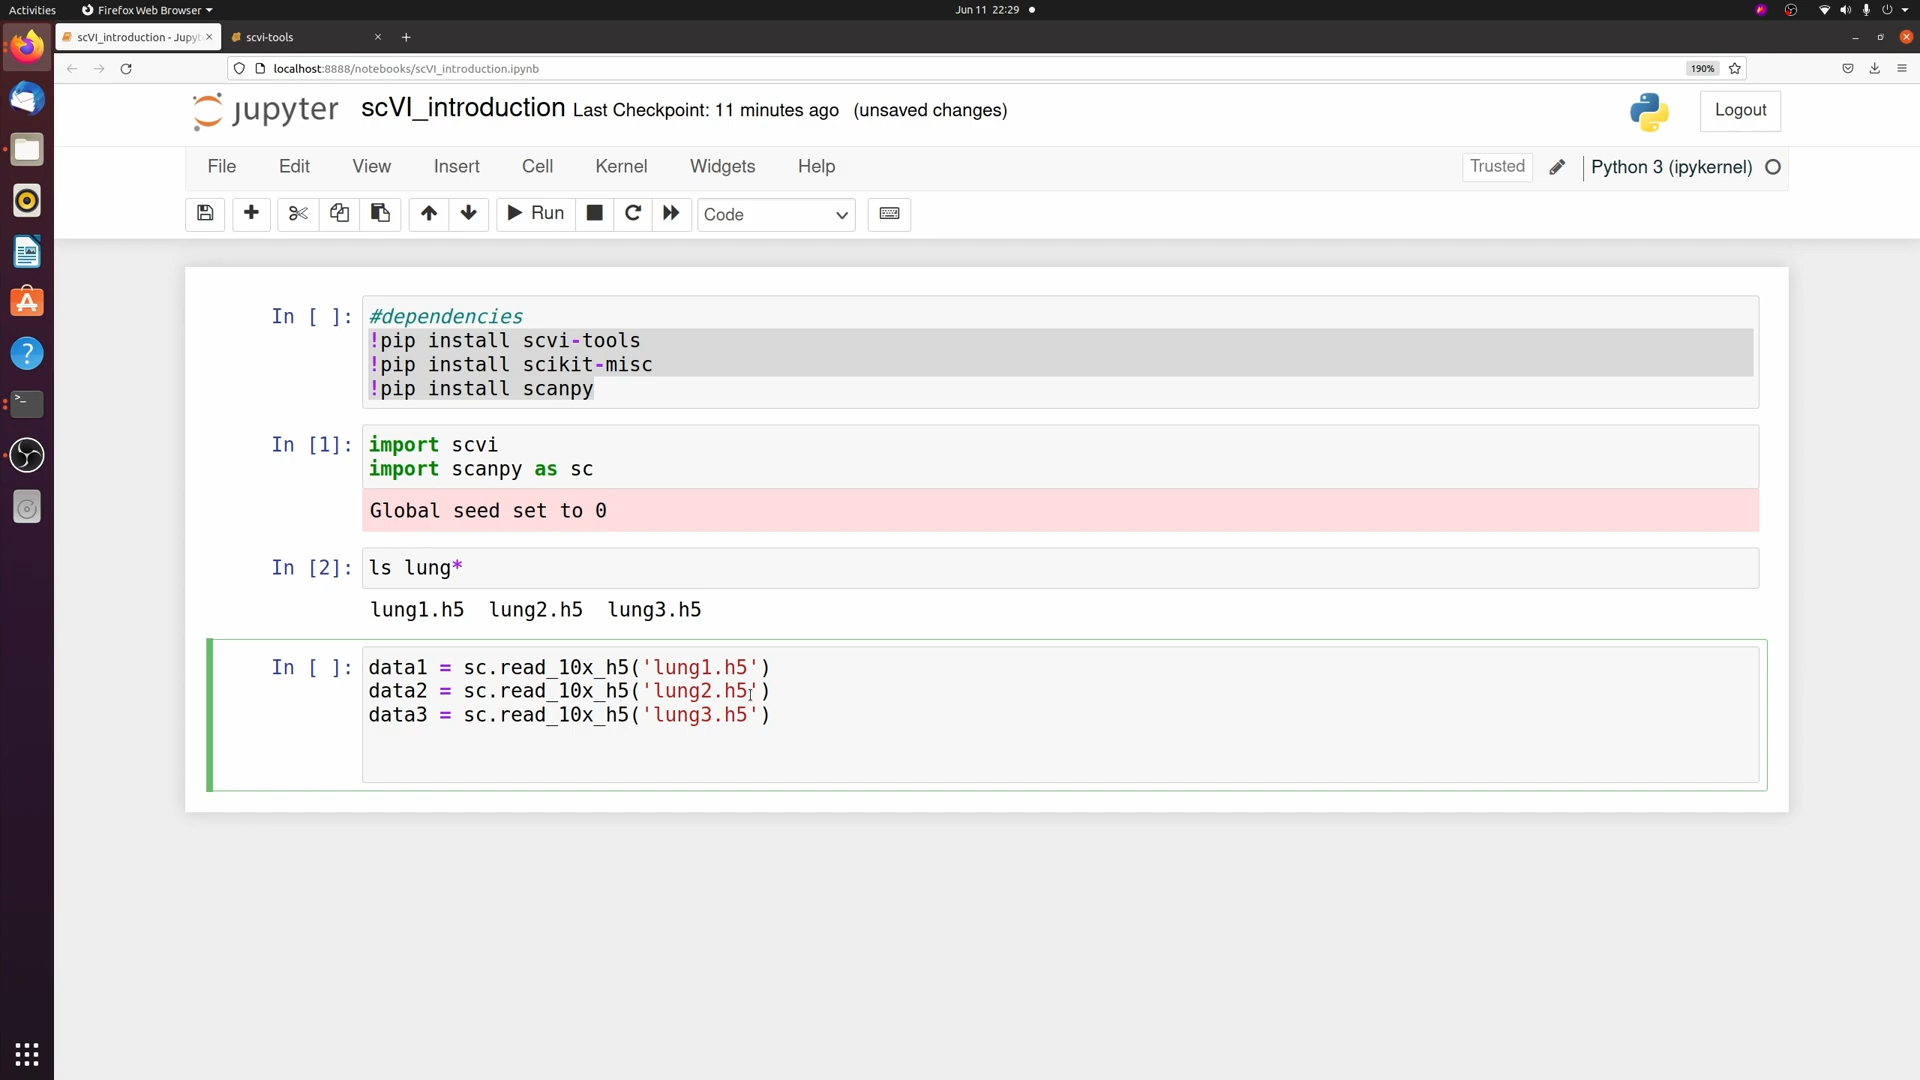 Activities
Firefox Web Browser
Jun 11 22:29
scVI_introduction - Jupyt
scvi-tools
localhost:8888/notebooks/scVI_introduction.ipynb
190%
jupyter
scVI_introduction Last Checkpoint: 11 minutes ago (unsaved changes)
Logout
File Edit View Insert Cell Kernel Widgets Help
Trusted
Python 3 (ipykernel)
Run
Code
In [ ]:
#dependencies
!pip install scvi-tools
!pip install scikit-misc
!pip install scanpy
In [1]:
import scvi
import scanpy as sc
Global seed set to 0
In [2]:
ls lung*
lung1.h5 lung2.h5 lung3.h5
In [ ]:
data1 = sc.read_10x_h5('lung1.h5')
data2 = sc.read_10x_h5('lung2.h5')
data3 = sc.read_10x_h5('lung3.h5')